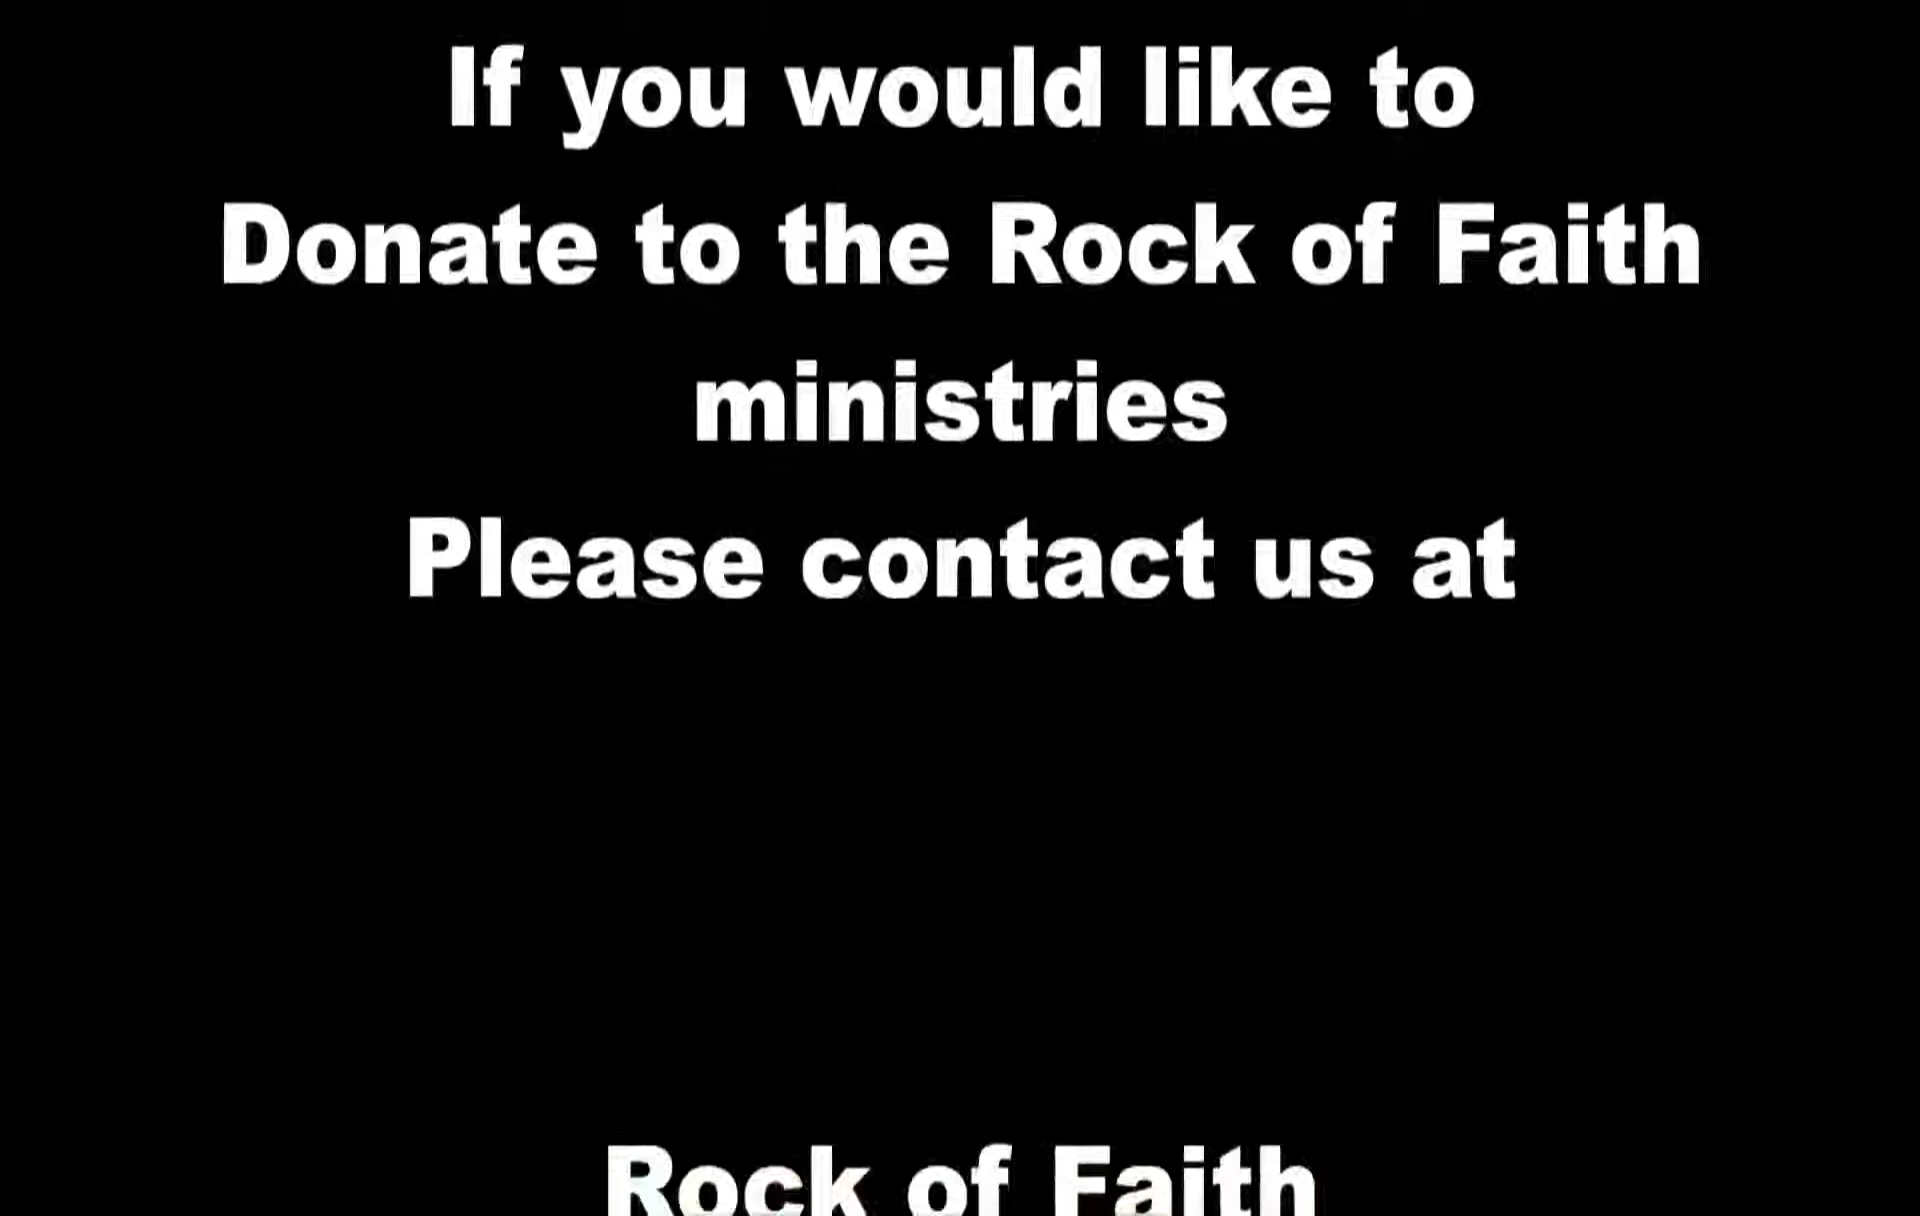 If you would like to
Donate to the Rock of Faith
ministries
Please contact us at
Rock of Faith